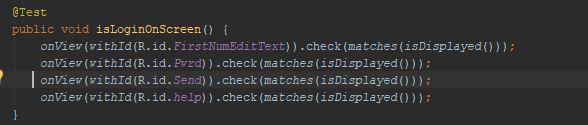 @Test
public void isLoginOnScreen() {
onView(withId(R.id.FirstNumEditText)).check(matches(isDisplayed()));
onView(withId(R.id.Pwrd)).check(matches(isDisplayed()));
onView(withId(R.id.Send)).check(matches(isDisplayed()));
onView(withId(R.id.help)).check(matches(isDisplayed()));
}